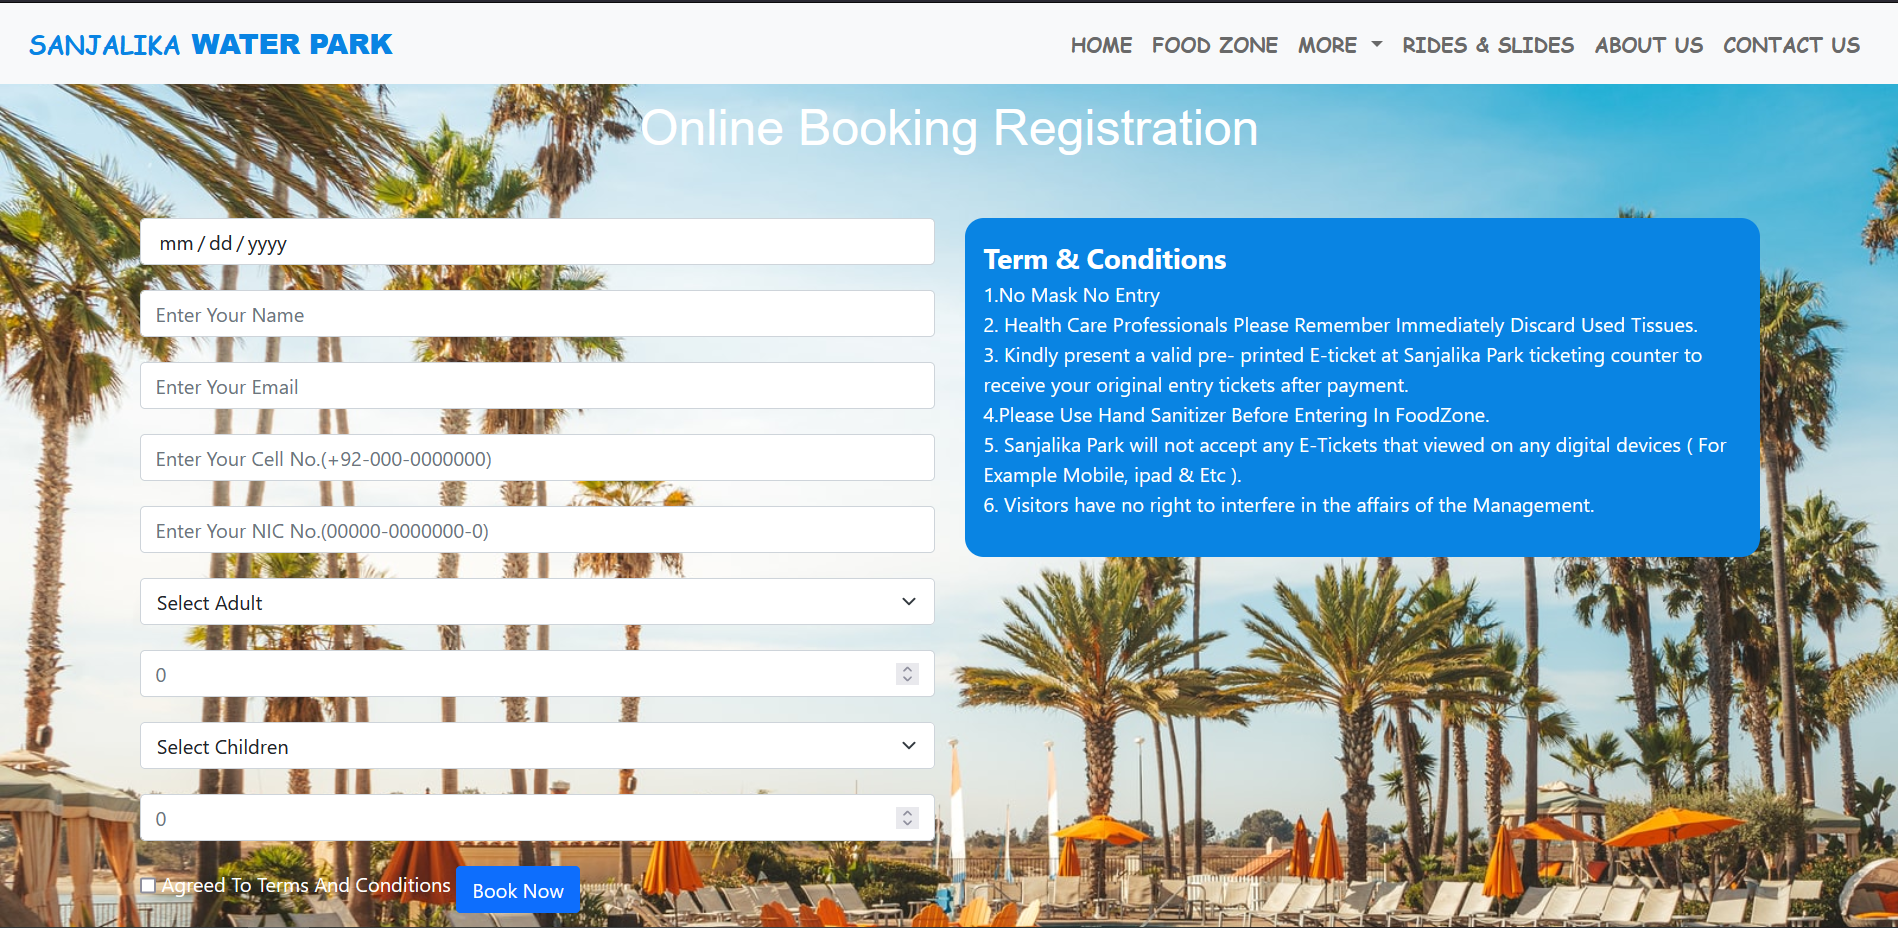 SANJALIKA WATER PARK
HOME FOOD ZONE MORE RIDES & SLIDES ABOUT US CONTACT US
Online Booking Registration
mm/dd/yyyy
Enter Your Name
Enter Your Email
Enter Your Cell No.(+92-000-0000000)
Enter Your NIC No.(00000-0000000-0)
Select Adult
0
Select Children
0
Agreed To Terms And Conditions Book Now
Term & Conditions
1.No Mask No Entry
2. Health Care Professionals Please Remember Immediately Discard Used Tissues.
3. Kindly present a valid pre- printed E-ticket at Sanjalika Park ticketing counter to
receive your original entry tickets after payment.
4.Please Use Hand Sanitizer Before Entering In FoodZone.
5. Sanjalika Park will not accept any E-Tickets that viewed on any digital devices ( For
Example Mobile, ipad & Etc ).
6. Visitors have no right to interfere in the affairs of the Management.